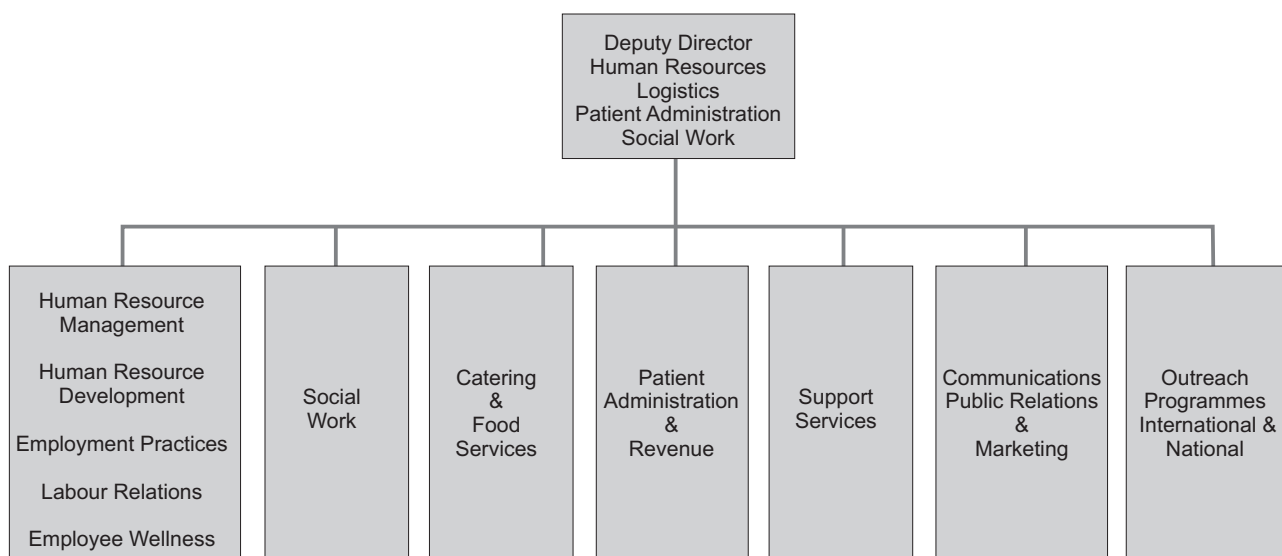 Deputy Director
Human Resources
Logistics
Patient Administration
Social Work
Human Resource
Management
Human Resource
Development
Employment Practices
Labour Relations
Employee Wellness
Social
Work
Catering
&
Food
Services
Patient
Administration
&
Revenue
Support
Services
Communications
Public Relations
&
Marketing
Outreach
Programmes
International &
National